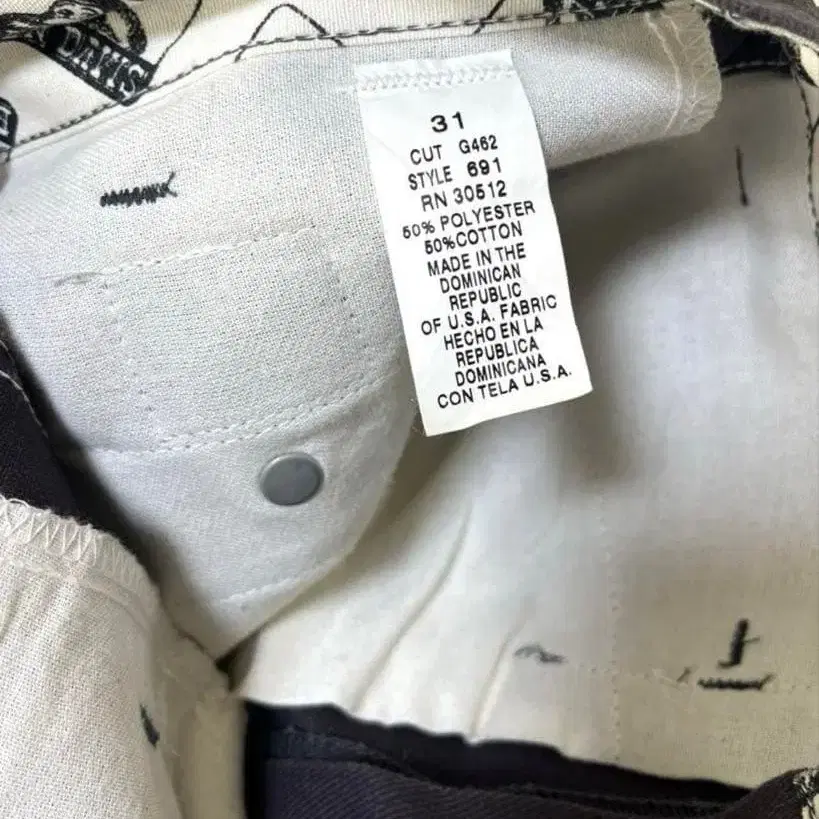 DAVIS
31
CUT G462
STYLE 691
RN 30512
50% POLYESTER
50%COTTON
MADE IN THE
DOMINICAN
REPUBLIC
OF U.S.A. FABRIC
HECHO EN LA
REPUBLICA
DOMINICANA
CON TELA U.S.A.